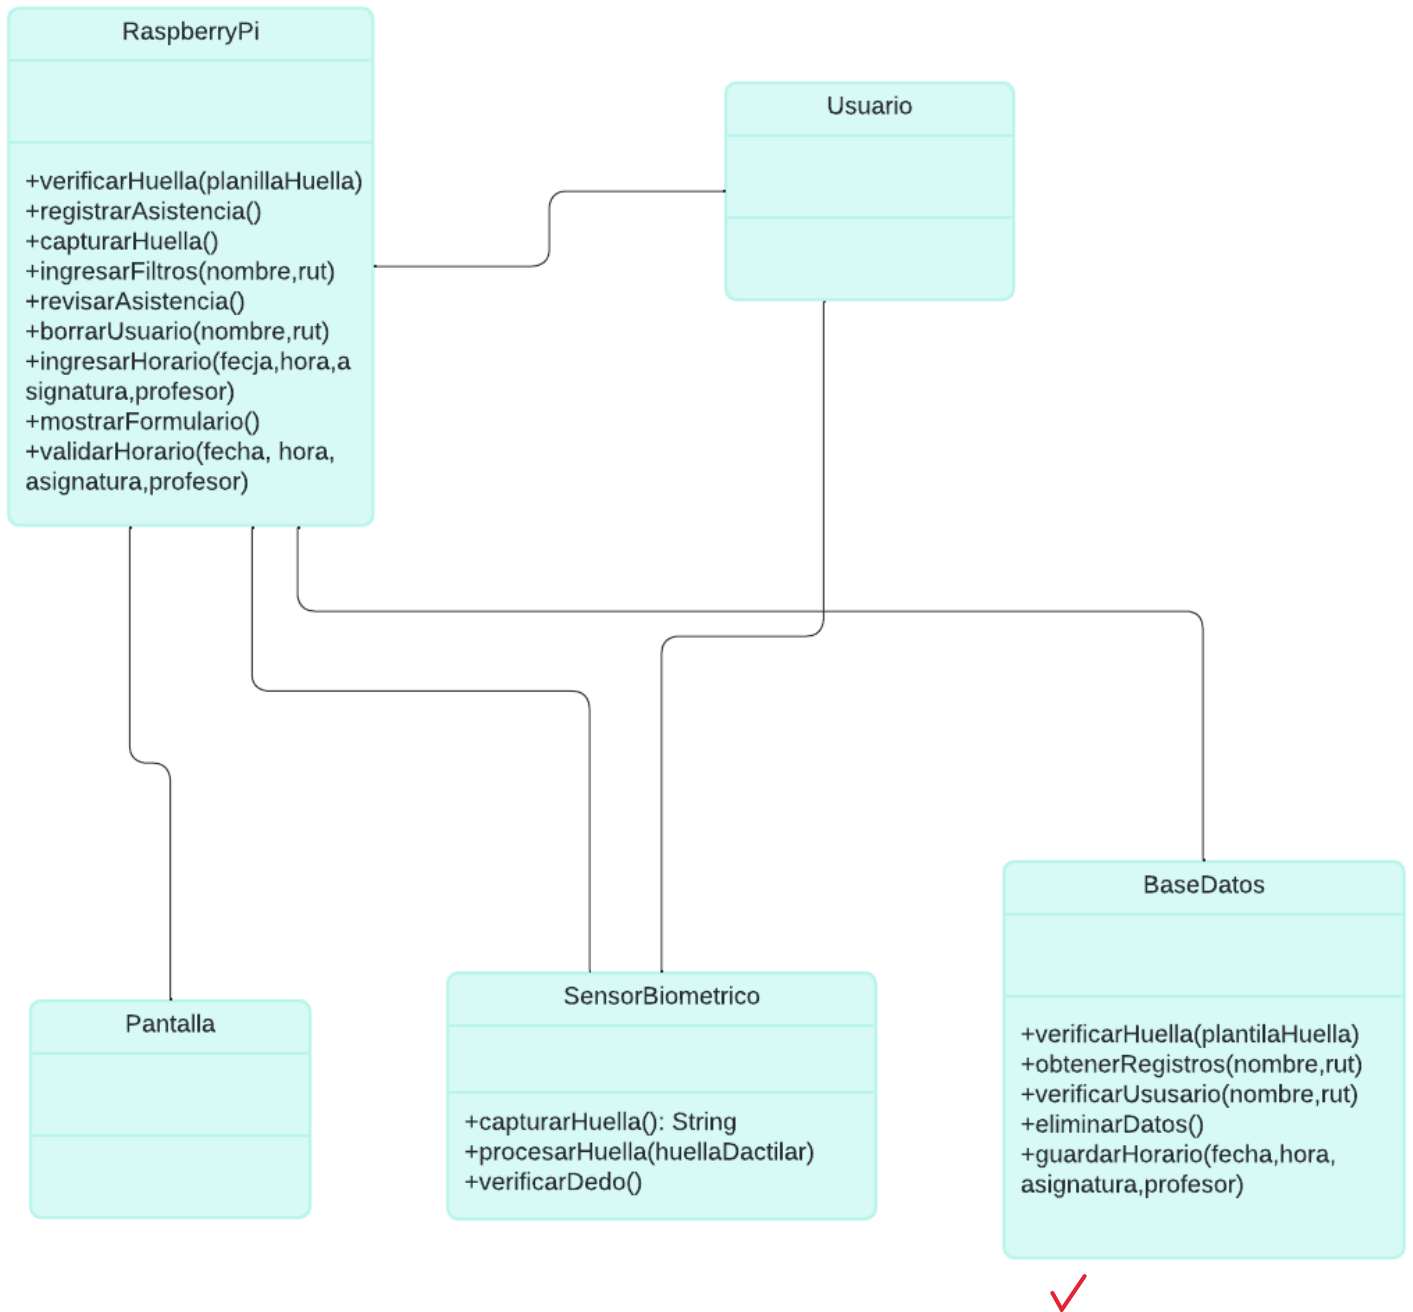 RaspberryPi
+verificarHuella(planillaHuella)
+registrarAsistencia()
+capturarHuella()
+ingresarFiltros(nombre,rut)
+revisarAsistencia()
+borrarUsuario(nombre,rut)
+ingresarHorario(fecja,hora,a
signatura,profesor)
+mostrarFormulario()
+validarHorario(fecha, hora,
asignatura,profesor)
Usuario
Pantalla
SensorBiometrico
+capturarHuella(): String
+procesarHuella(huellaDactilar)
+verificarDedo()
BaseDatos
+verificarHuella(plantilaHuella)
+obtenerRegistros(nombre,rut)
+verificarUsusario(nombre,rut)
+eliminarDatos()
+guardarHorario(fecha,hora,
asignatura,profesor)